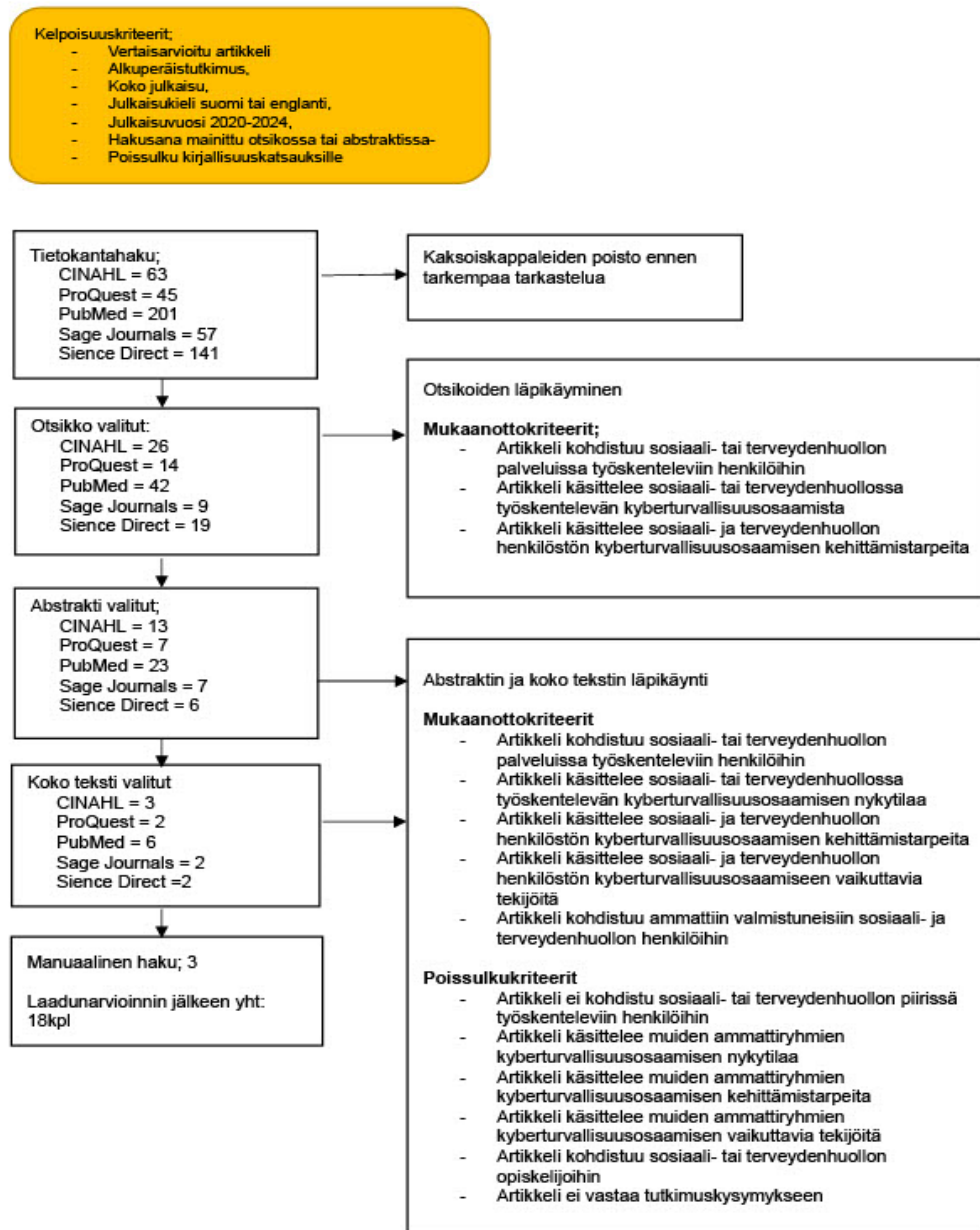 Kelpoisuuskriteerit;
- Vertaisarvioitu artikkeli
- Alkuperäistutkimus,
- Koko julkaisu,
- Julkaisukieli suomi tai englanti,
- Julkaisuvuosi 2020-2024,
- Hakusana mainittu otsikossa tai abstraktissa-
- Poissulku kirjallisuuskatsauksille
Tietokantahaku;
CINAHL = 63
ProQuest = 45
PubMed = 201
Sage Journals = 57
Sience Direct = 141
Kaksoiskappaleiden poisto ennen
tarkempaa tarkastelua
Otsikko valitut:
CINAHL = 26
ProQuest = 14
PubMed = 42
Sage Journals = 9
Sience Direct = 19
Otsikoiden läpikäyminen
Mukaanottokriteerit;
- Artikkeli kohdistuu sosiaali- tai terveydenhuollon
palveluissa työskenteleviin henkilöihin
- Artikkeli käsittelee sosiaali- tai terveydenhuollossa
työskentelevän kyberturvallisuusosaamista
- Artikkeli käsittelee sosiaali- ja terveydenhuollon
henkilöstön kyberturvallisuusosaamisen kehittämistarpeita
Abstrakti valitut;
CINAHL = 13
ProQuest = 7
PubMed = 23
Sage Journals = 7
Sience Direct = 6
Koko teksti valitut
CINAHL = 3
ProQuest = 2
PubMed = 6
Sage Journals = 2
Sience Direct =2
Abstraktin ja koko tekstin läpikäynti
Mukaanottokriteerit
- Artikkeli kohdistuu sosiaali- tai terveydenhuollon
palveluissa työskenteleviin henkilöihin
- Artikkeli käsittelee sosiaali- tai terveydenhuollossa
työskentelevän kyberturvallisuusosaamisen nykytilaa
- Artikkeli käsittelee sosiaali- ja terveydenhuollon
henkilöstön kyberturvallisuusosaamisen kehittämistarpeita
- Artikkeli käsittelee sosiaali- ja terveydenhuollon
henkilöstön kyberturvallisuusosaamiseen vaikuttavia
tekijöitä
- Artikkeli kohdistuu ammattiin valmistuneisiin sosiaali- ja
terveydenhuollon henkilöihin
Poissulkukriteerit
- Artikkeli ei kohdistu sosiaali- tai terveydenhuollon piirissä
työskenteleviin henkilöihin
- Artikkeli käsittelee muiden ammattiryhmien
kyberturvallisuusosaamisen nykytilaa
- Artikkeli käsittelee muiden ammattiryhmien
kyberturvallisuusosaamisen kehittämistarpeita
- Artikkeli käsittelee muiden ammattiryhmien
kyberturvallisuusosaamisen vaikuttavia tekijöitä
- Artikkeli kohdistuu sosiaali- tai terveydenhuollon
opiskelijoihin
- Artikkeli ei vastaa tutkimuskysymykseen
Manuaalinen haku; 3
Laadunarvioinnin jälkeen yht:
18kpl